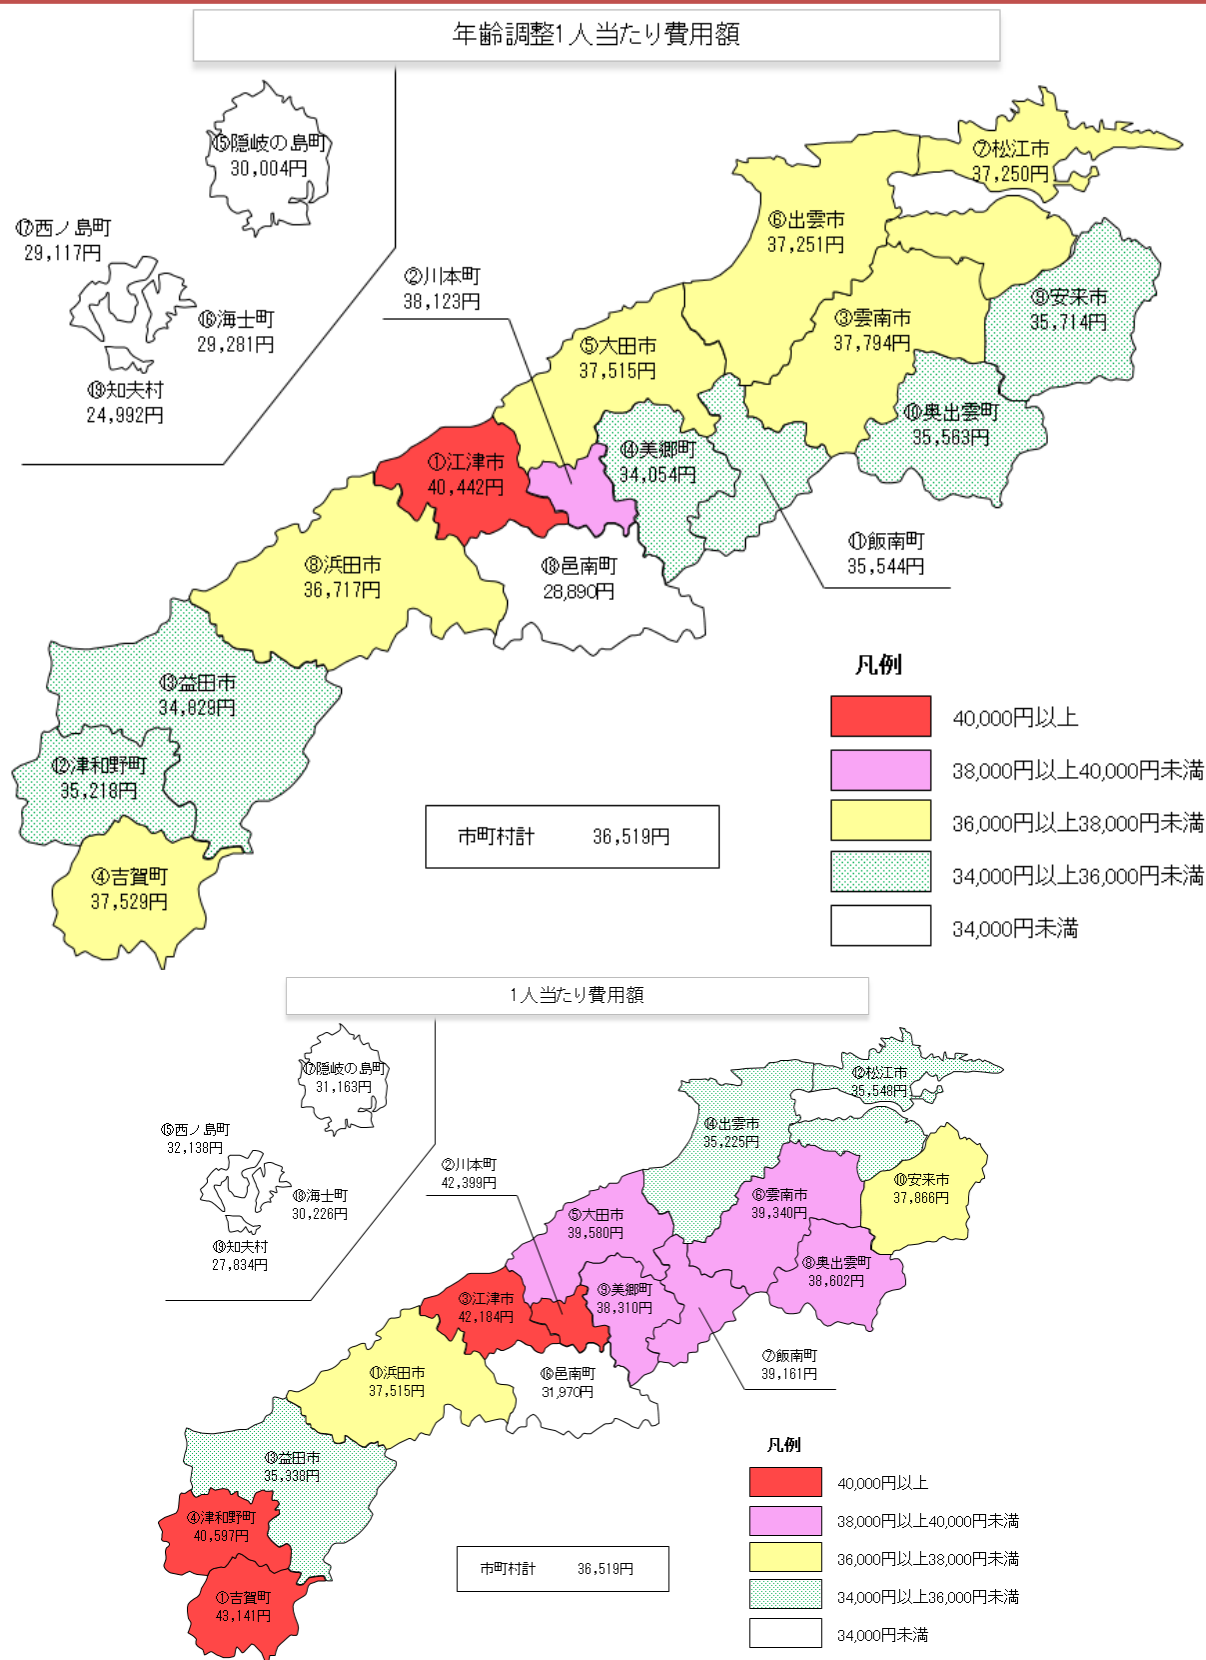 年齢調整1人当たり費用額
⑮隠岐の島町
30,004円
⑰西ノ島町
29,117円
⑯海士町
29,281円
⑲知夫村
24,992円
②川本町
38,123円
⑦松江市
37,250円
⑥出雲市
37,251円
⑨安来市
35,714円
③雲南市
37,794円
⑤大田市
37,515円
⑩奥出雲町
35,563円
⑭美郷町
34,054円
①江津市
40,442円
⑪飯南町
35,544円
⑧浜田市
36,717円
⑱邑南町
28,890円
⑬益田市
34,829円
⑫津和野町
35,218円
④吉賀町
37,529円
市町村計 36,519円
凡例
40,000円以上
38,000円以上40,000円未満
36,000円以上38,000円未満
34,000円以上36,000円未満
34,000円未満
1人当たり費用額
⑰隠岐の島町
31,163円
⑮西ノ島町
32,138円
⑱海士町
30,226円
⑲知夫村
27,834円
②川本町
42,399円
⑫松江市
35,548円
⑭出雲市
35,225円
⑩安来市
37,866円
⑥雲南市
39,340円
⑤大田市
39,580円
⑧奥出雲町
38,602円
⑨美郷町
38,310円
③江津市
42,184円
⑦飯南町
39,161円
⑪浜田市
37,515円
⑯邑南町
31,970円
⑬益田市
35,338円
④津和野町
40,597円
①吉賀町
43,141円
市町村計 36,519円
凡例
40,000円以上
38,000円以上40,000円未満
36,000円以上38,000円未満
34,000円以上36,000円未満
34,000円未満